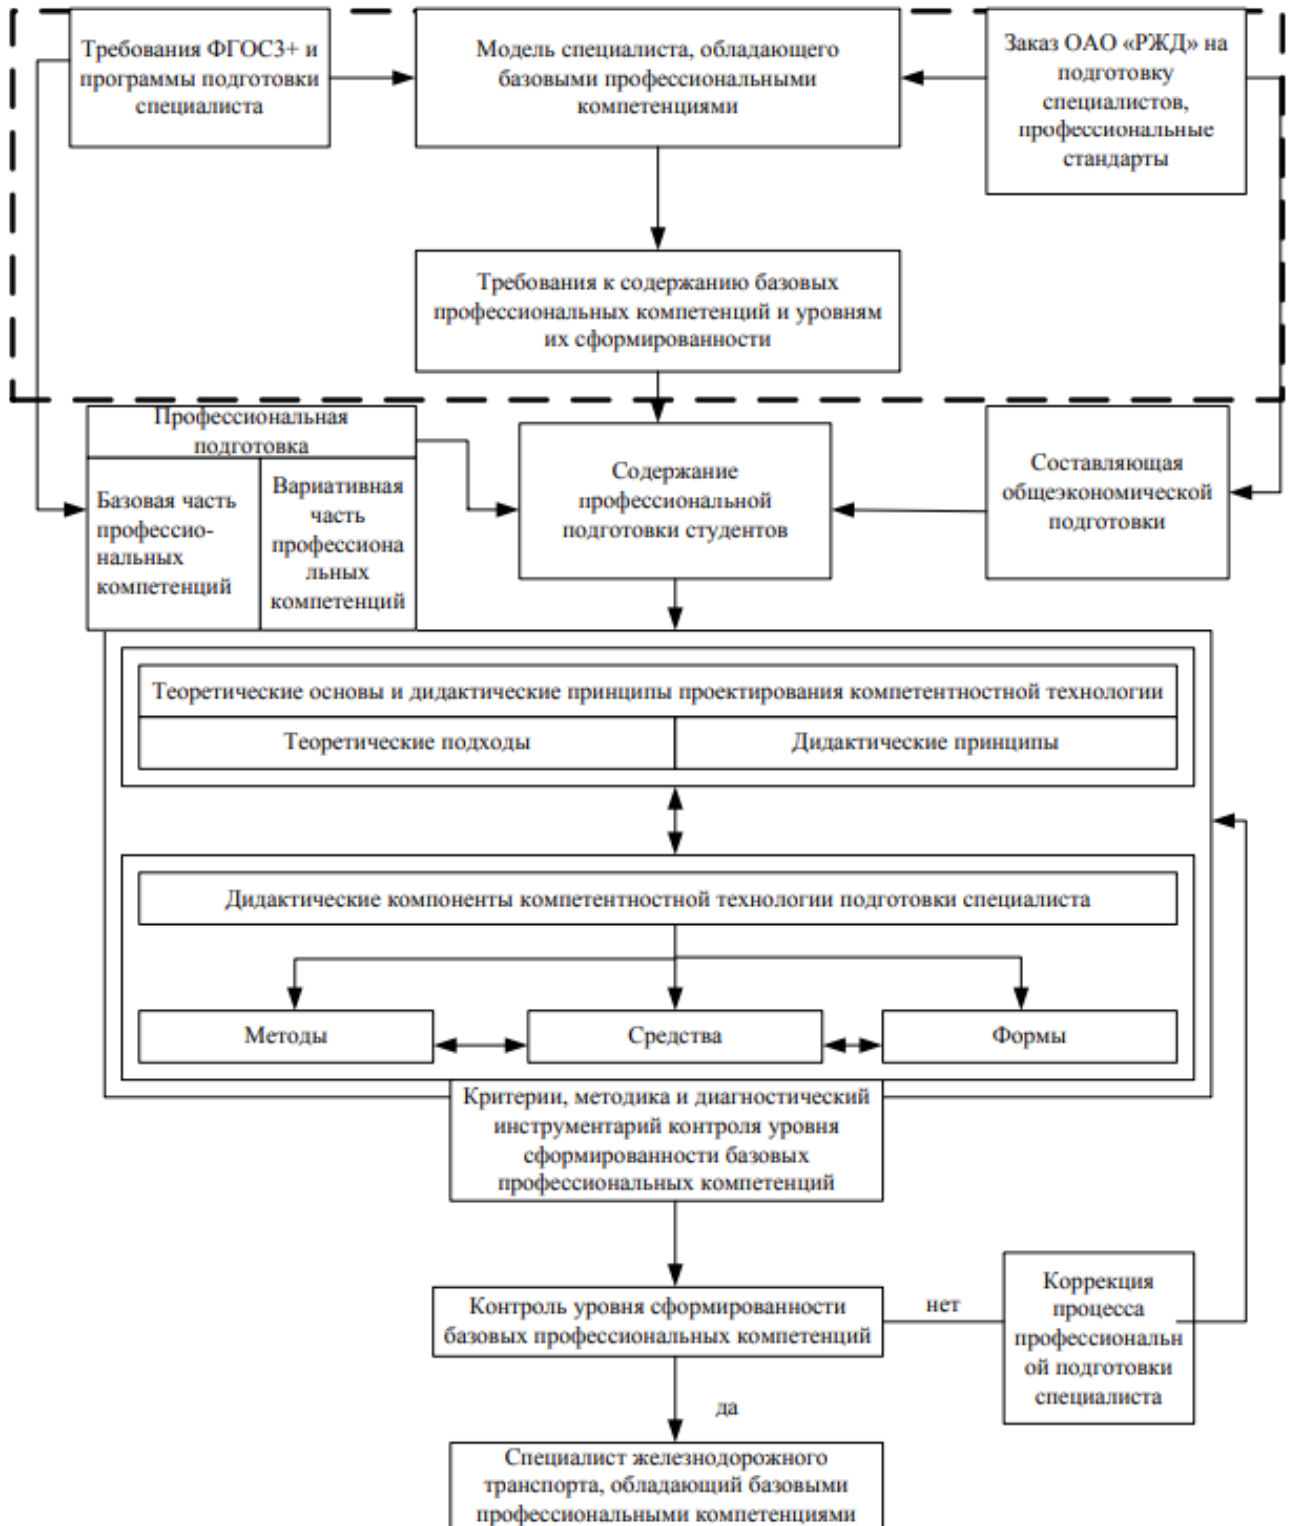 Требования ФГОС3+ и
программы подготовки
специалиста
Модель специалиста, обладающего
базовыми профессиональными
компетенциями
Заказ ОАО «РЖД» на
подготовку
специалистов,
профессиональные
стандарты
Требования к содержанию базовых
профессиональных компетенций и уровням
их сформированности
Профессиональная
подготовка
Базовая часть
профессио-
нальных
компетенций
Вариативная
часть
профессиона
льных
компетенций
Содержание
профессиональной
подготовки студентов
Составляющая
общеэкономической
подготовки
Теоретические основы и дидактические принципы проектирования компетентностной технологии
Теоретические подходы
Дидактические принципы
Дидактические компоненты компетентностной технологии подготовки специалиста
Методы
Средства
Формы
Критерии, методика и диагностический
инструментарий контроля уровня
сформированности базовых
профессиональных компетенций
Контроль уровня сформированности
базовых профессиональных компетенций
нет
Коррекция
процесса
профессиональн
ой подготовки
специалиста
да
Специалист железнодорожного
транспорта, обладающий базовыми
профессиональными компетенциями